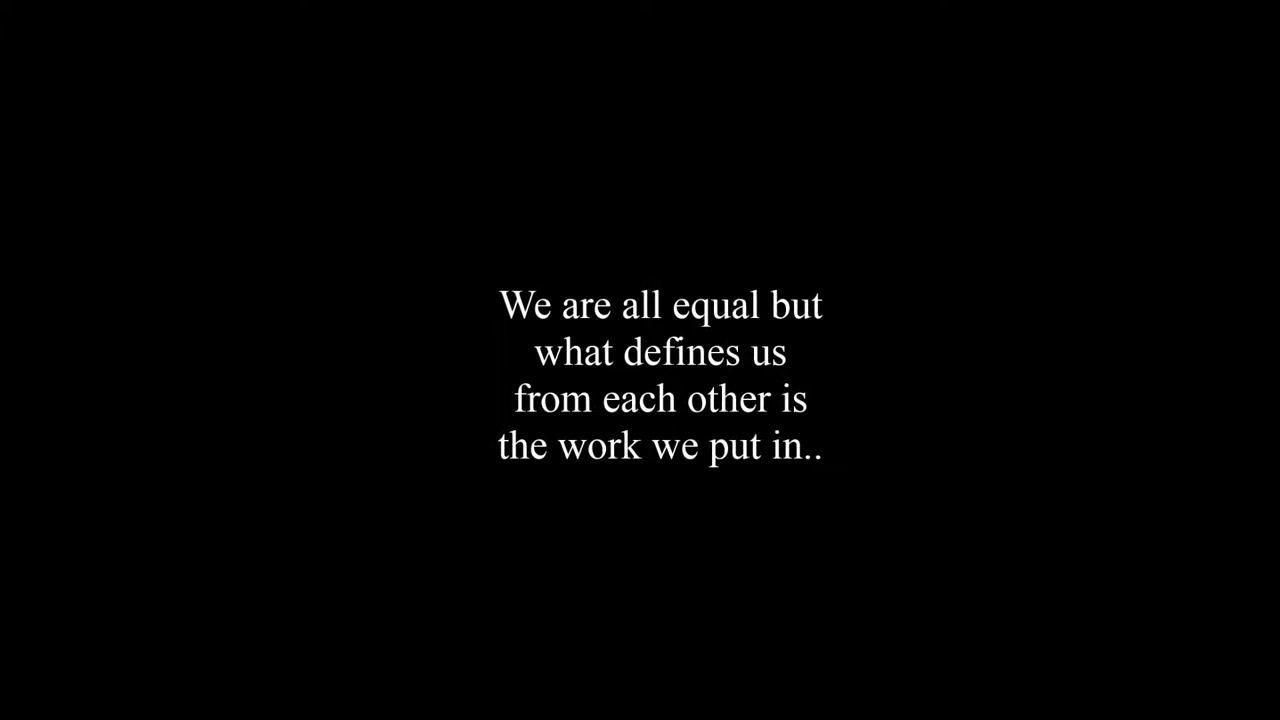 We are all equal but
what defines us
from each other is
the work we put in..